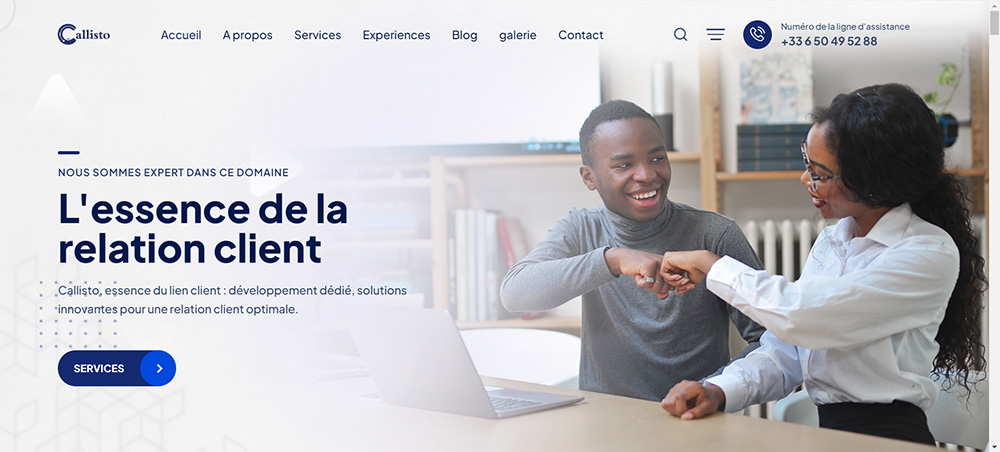 Callisto
Accueil A propos Services Experiences Blog galerie Contact
Numéro de la ligne d'assistance
+33 6 50 49 52 88
NOUS SOMMES EXPERT DANS CE DOMAINE
L'essence de la
relation client
Callisto, essence du lien client : développement dédié, solutions
innovantes pour une relation client optimale.
SERVICES